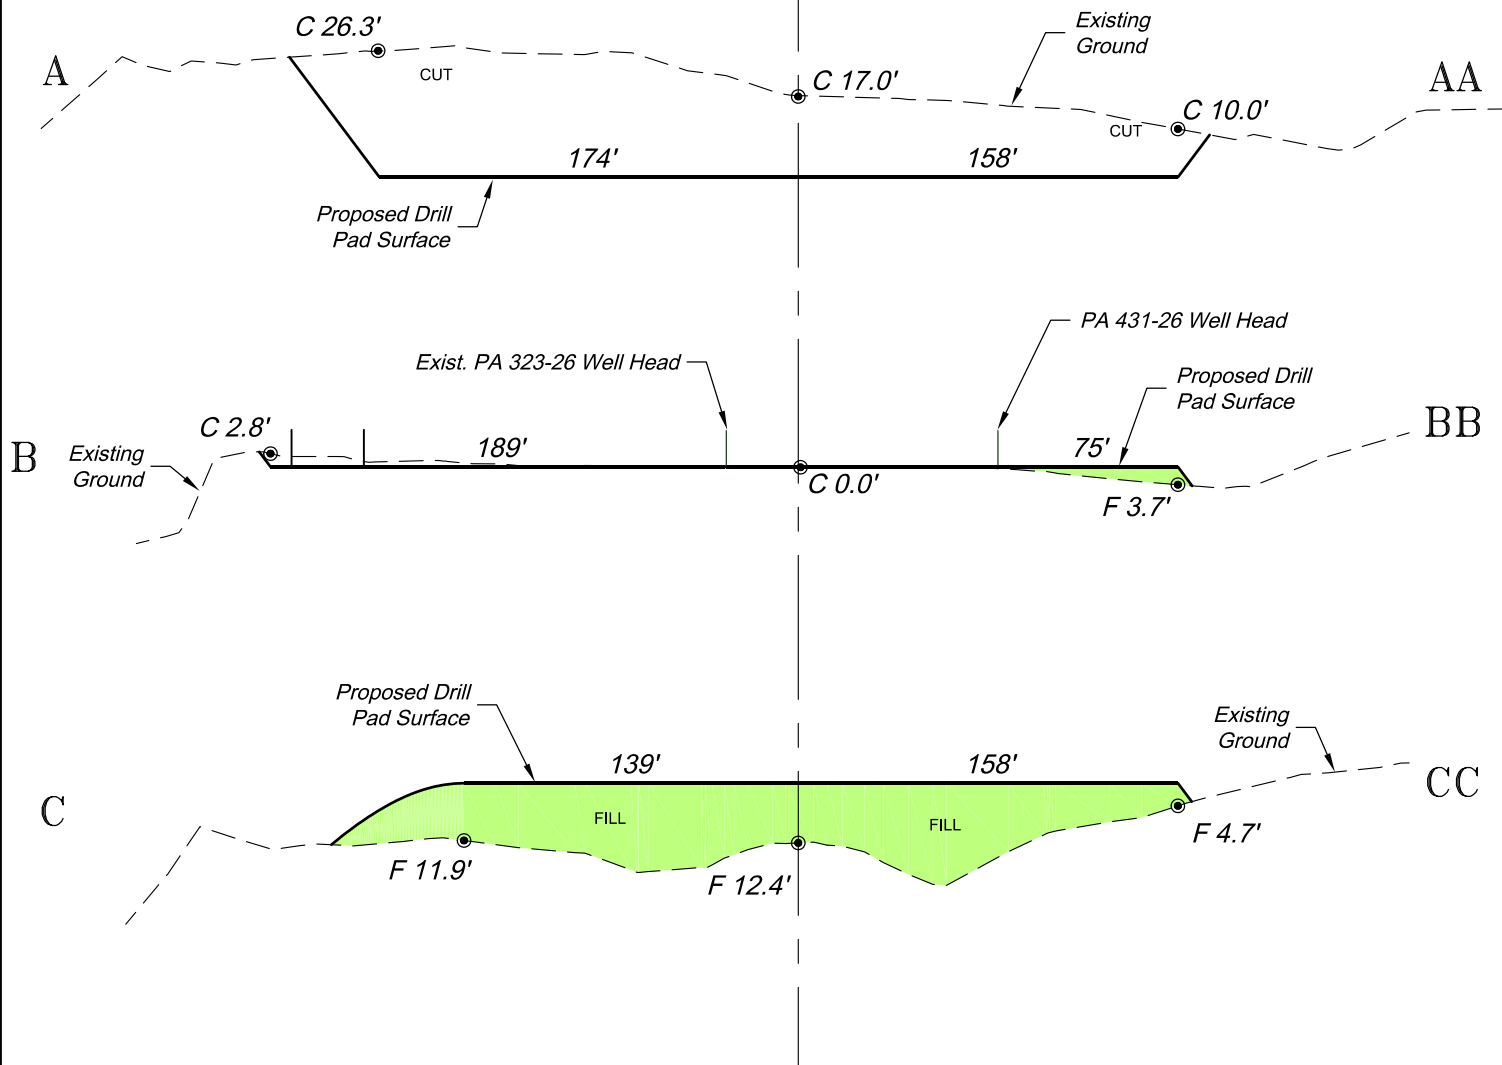 C 26.3'
Existing
Ground
A
CUT
C 17.0'
AA
C 10.0'
CUT
174'
158'
Proposed Drill
Pad Surface
PA 431-26 Well Head
Exist. PA 323-26 Well Head
Proposed Drill
Pad Surface
C 2.8'
BB
B
Existing
Ground
189'
75'
C 0.0'
F 3.7'
Proposed Drill
Pad Surface
Existing
Ground
139'
158'
C
CC
FILL
FILL
F 4.7'
F 11.9'
F 12.4'